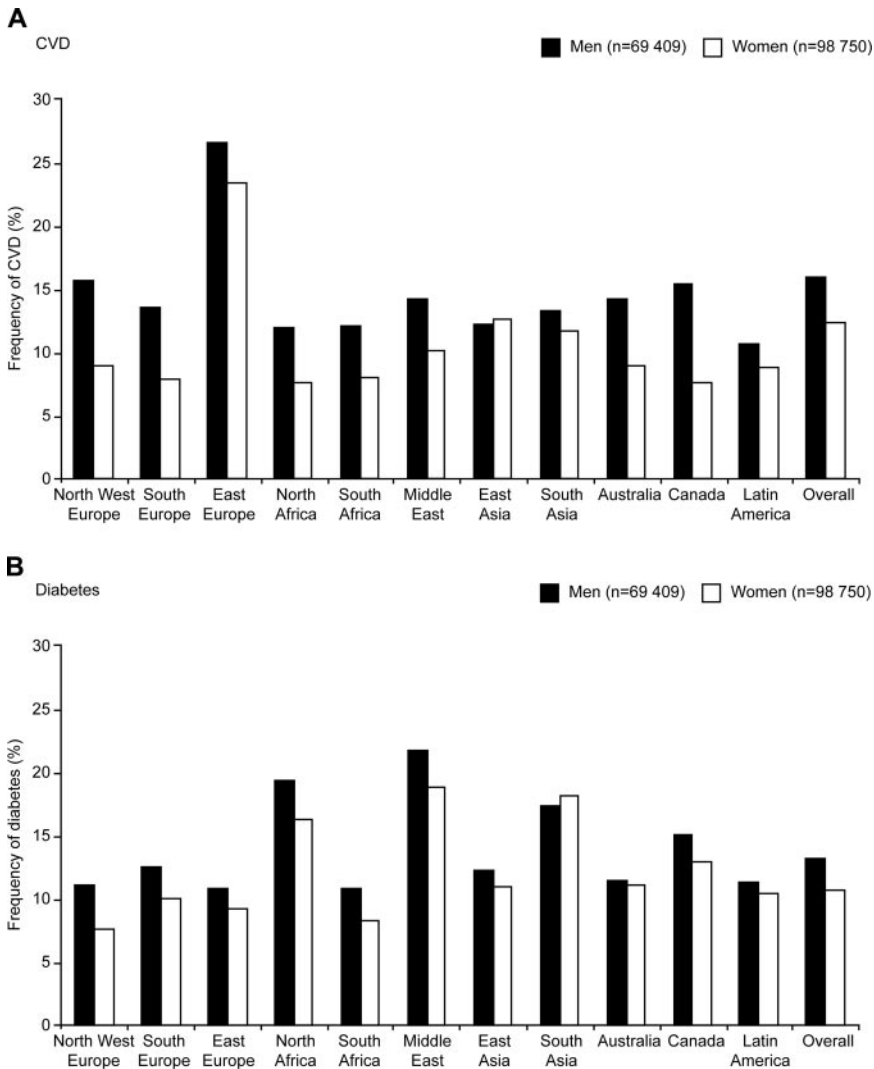 A
CVD
Men (n=69 409) Women (n=98 750)
Frequency of CVD (%)
30
25
20
15
10
5
0
North West Europe
South Europe
East Europe
North Africa
South Africa
Middle East
East Asia
South Asia
Australia
Canada
Latin America
Overall
B
Diabetes
Men (n=69 409) Women (n=98 750)
Frequency of diabetes (%)
30
25
20
15
10
5
0
North West Europe
South Europe
East Europe
North Africa
South Africa
Middle East
East Asia
South Asia
Australia
Canada
Latin America
Overall